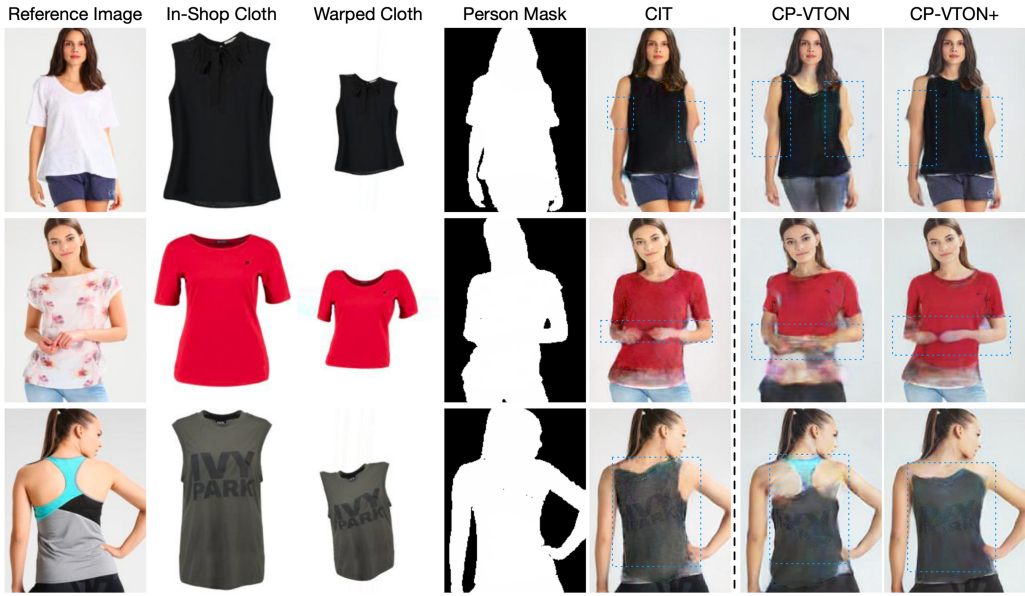 Reference Image In-Shop Cloth Warped Cloth Person Mask CIT CP-VTON CP-VTON+
IVY
PARK
IVY
PARK